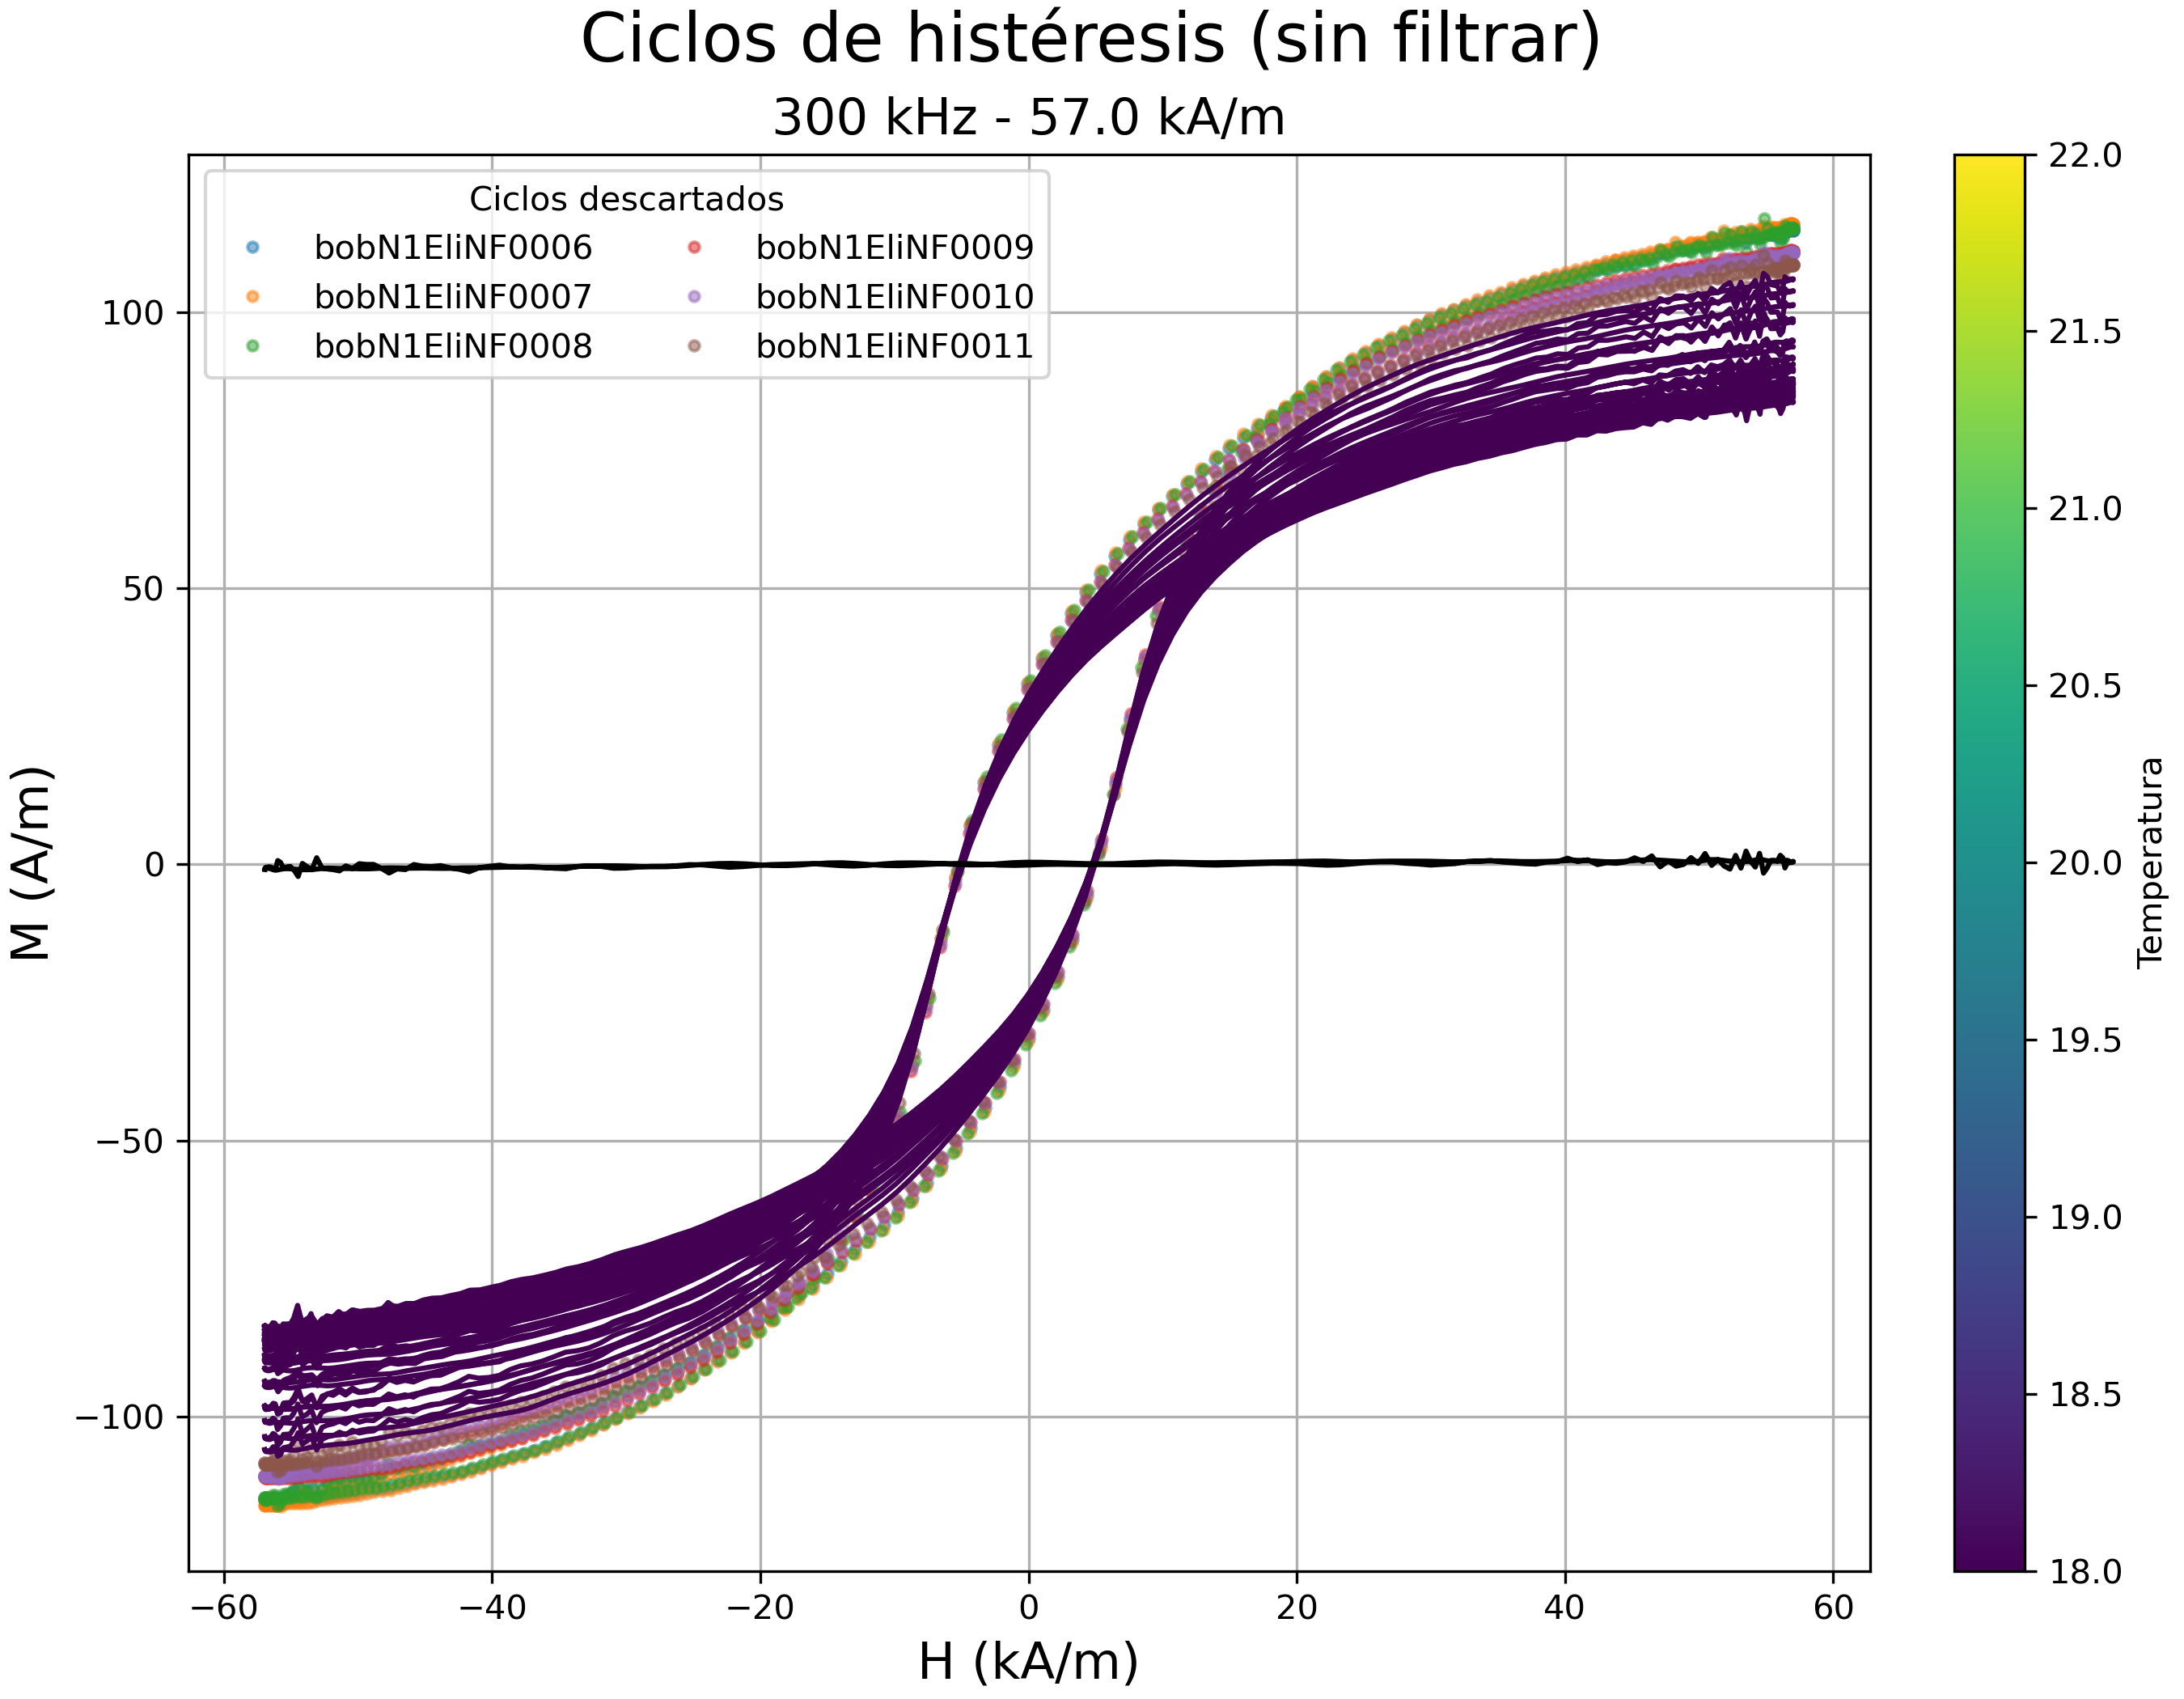 Ciclos de histéresis (sin filtrar)
300 kHz - 57.0 kA/m
Ciclos descartados
bobN1EliNF0006
bobN1EliNF0007
bobN1EliNF0008
bobN1EliNF0009
bobN1EliNF0010
bobN1EliNF0011
M (A/m)
100
50
0
−50
−100
−60
−40
−20
0
20
40
60
H (kA/m)
22.0
21.5
21.0
20.5
20.0
19.5
19.0
18.5
18.0
Temperatura